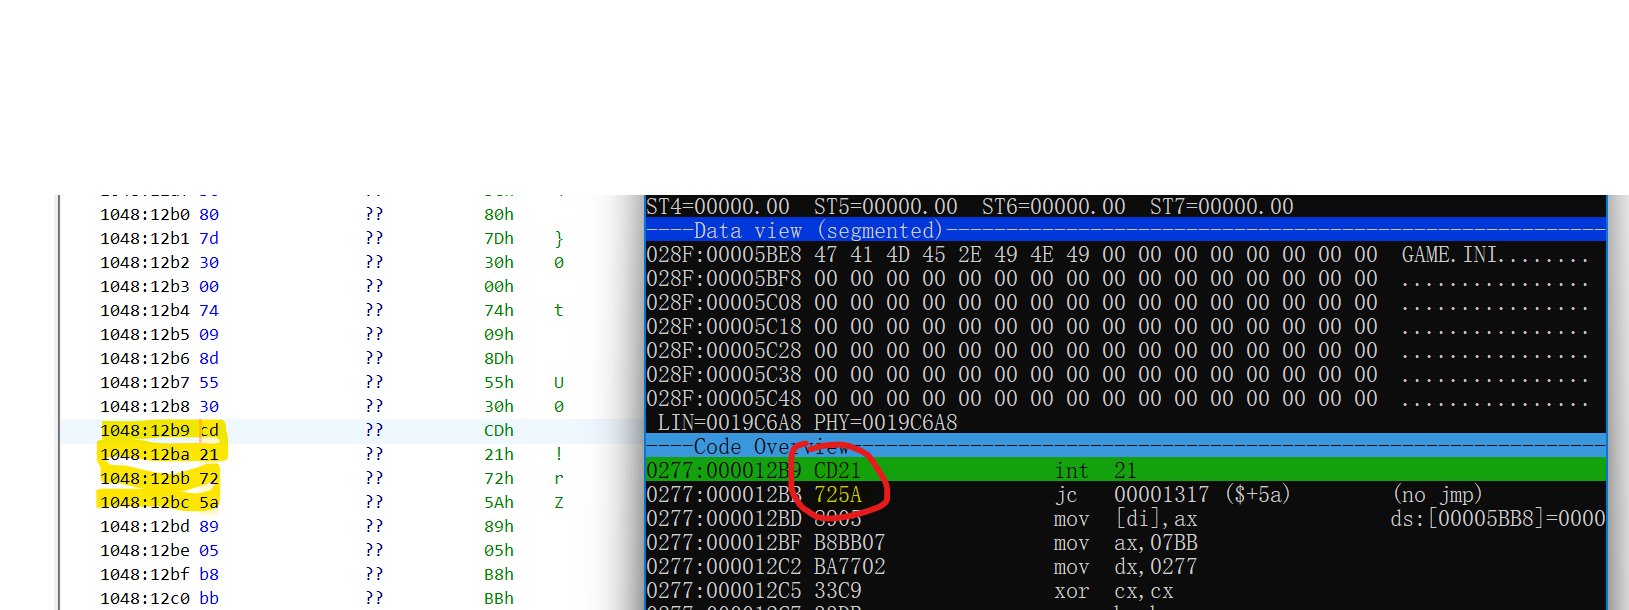 1048:12b0 80 ?? 80h
1048:12b1 7d ?? 7Dh }
1048:12b2 30 ?? 30h 0
1048:12b3 00 ?? 00h
1048:12b4 74 ?? 74h t
1048:12b5 09 ?? 09h
1048:12b6 8d ?? 8Dh
1048:12b7 55 ?? 55h U
1048:12b8 30 ?? 30h 0
1048:12b9 cd ?? CDh
1048:12ba 21 ?? 21h !
1048:12bb 72 ?? 72h r
1048:12bc 5a ?? 5Ah Z
1048:12bd 89 ?? 89h
1048:12be 05 ?? 05h
1048:12bf b8 ?? B8h
1048:12c0 bb ?? BBh
ST4=00000.00 ST5=00000.00 ST6=00000.00 ST7=00000.00
----Data view (segmented)----
028F:00005BE8 47 41 4D 45 2E 49 4E 49 00 00 00 00 00 00 00 00 GAME.INI........
028F:00005BF8 00 00 00 00 00 00 00 00 00 00 00 00 00 00 00 00 ................
028F:00005C08 00 00 00 00 00 00 00 00 00 00 00 00 00 00 00 00 ................
028F:00005C18 00 00 00 00 00 00 00 00 00 00 00 00 00 00 00 00 ................
028F:00005C28 00 00 00 00 00 00 00 00 00 00 00 00 00 00 00 00 ................
028F:00005C38 00 00 00 00 00 00 00 00 00 00 00 00 00 00 00 00 ................
028F:00005C48 00 00 00 00 00 00 00 00 00 00 00 00 00 00 00 00 ................
LIN=0019C6A8 PHY=0019C6A8
----Code Overview----
0277:000012B9 CD21 int 21
0277:000012BB 725A jc 00001317 ($+5a) (no jmp)
0277:000012BD 8905 mov [di],ax ds:[00005BB8]=0000
0277:000012BF B8BB07 mov ax,07BB
0277:000012C2 BA7702 mov dx,0277
0277:000012C5 33C9 xor cx,cx